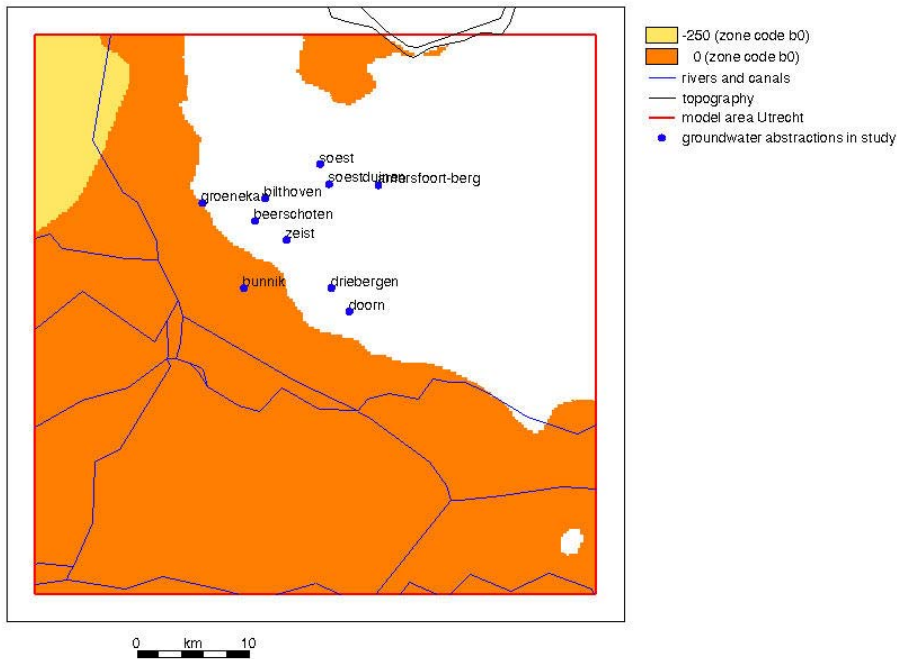 -250 (zone code b0)
0 (zone code b0)
rivers and canals
topography
model area Utrecht
groundwater abstractions in study
soest
soestduinen
amersfoort-berg
groeneka
bilthoven
beerschoten
zeist
bunnik
driebergen
doorn
0 km 10